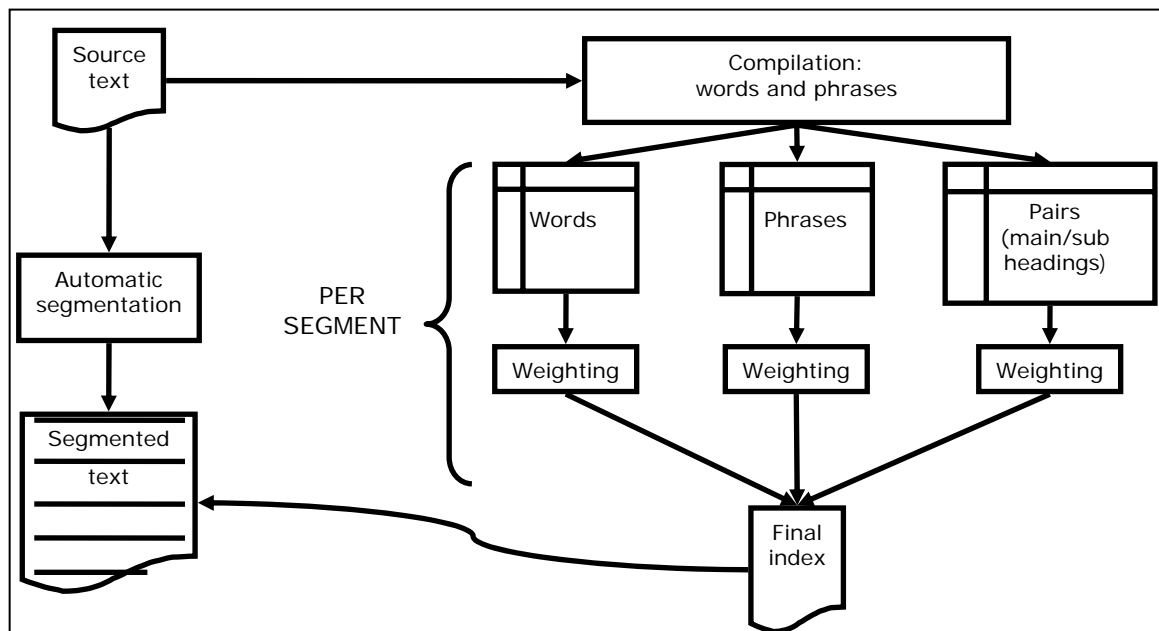 Source
text
Compilation:
words and phrases
Words
Phrases
Pairs
(main/sub
headings)
Automatic
segmentation
PER
SEGMENT
Weighting
Weighting
Weighting
Segmented
text
Final
index